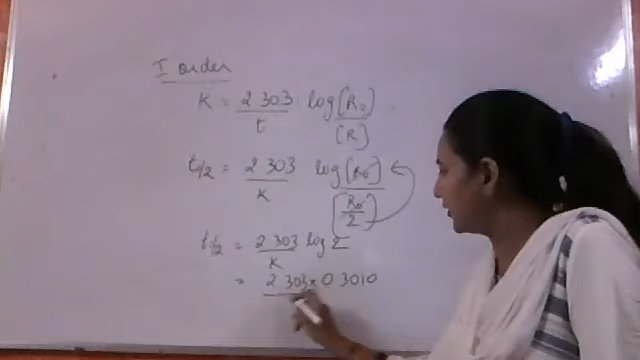 I order
K = 2 303 / t log (R₀) / (R)
t1/2 = 2 303 / K log (R₀) / (R₀/2)
t1/2 = 2 303 / K log 2
= 2 303 × 0 3010